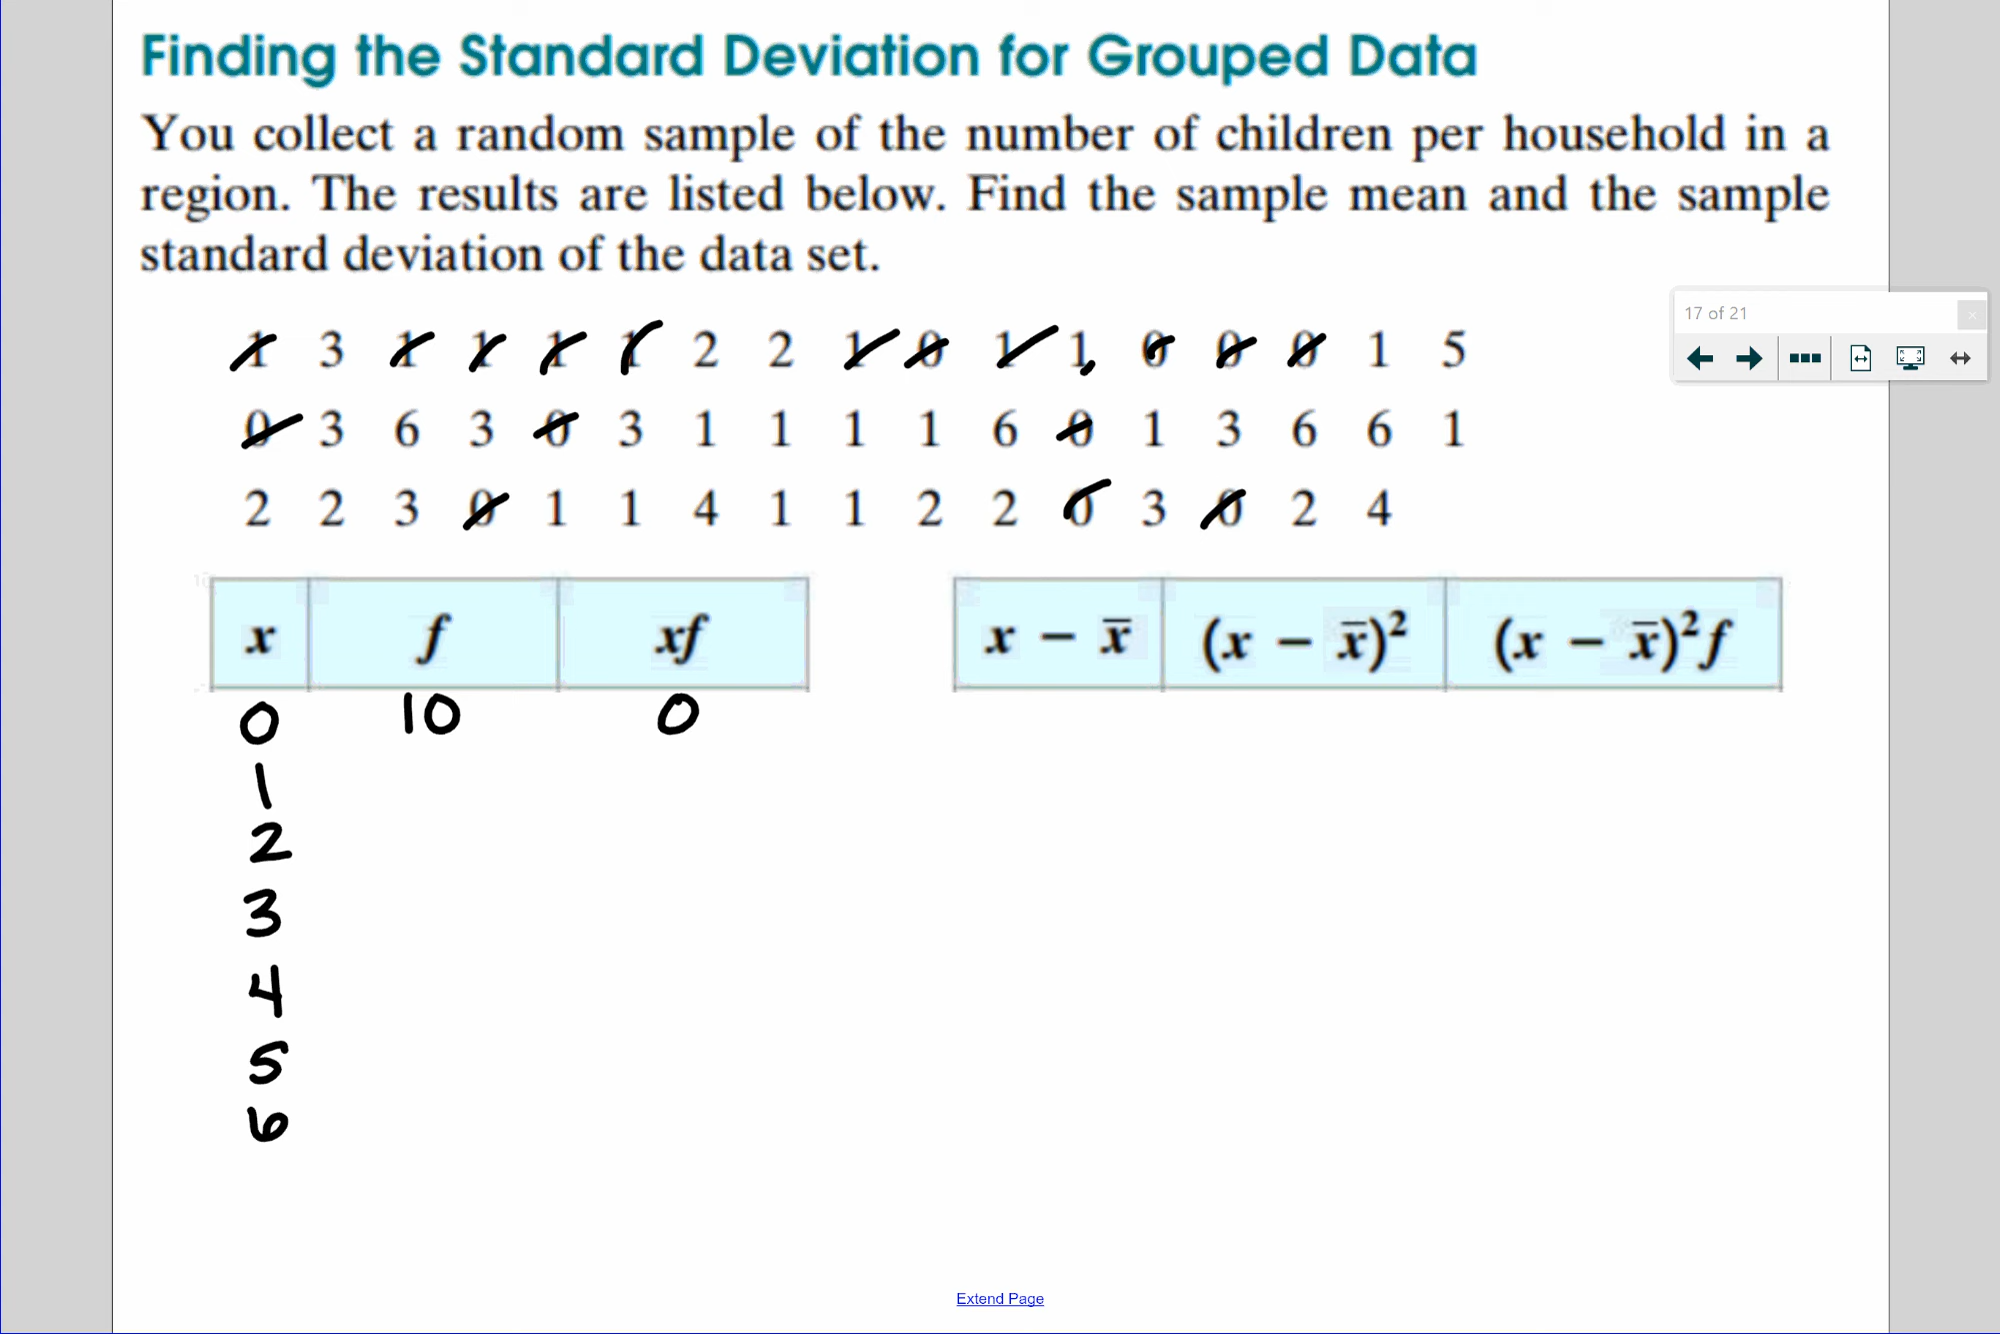 Finding the Standard Deviation for Grouped Data
You collect a random sample of the number of children per household in a
region. The results are listed below. Find the sample mean and the sample
standard deviation of the data set.
1 3 1 1 1 1 2 2 1 0 1 1 0 0 0 1 5
0 3 6 3 0 3 1 1 1 1 6 0 1 3 6 6 1
2 2 3 0 1 1 4 1 1 2 2 0 3 0 2 4
17 of 21
x f xf
x − x̄ (x − x̄)² (x − x̄)²f
0 10 0
1
2
3
4
5
6
Extend Page